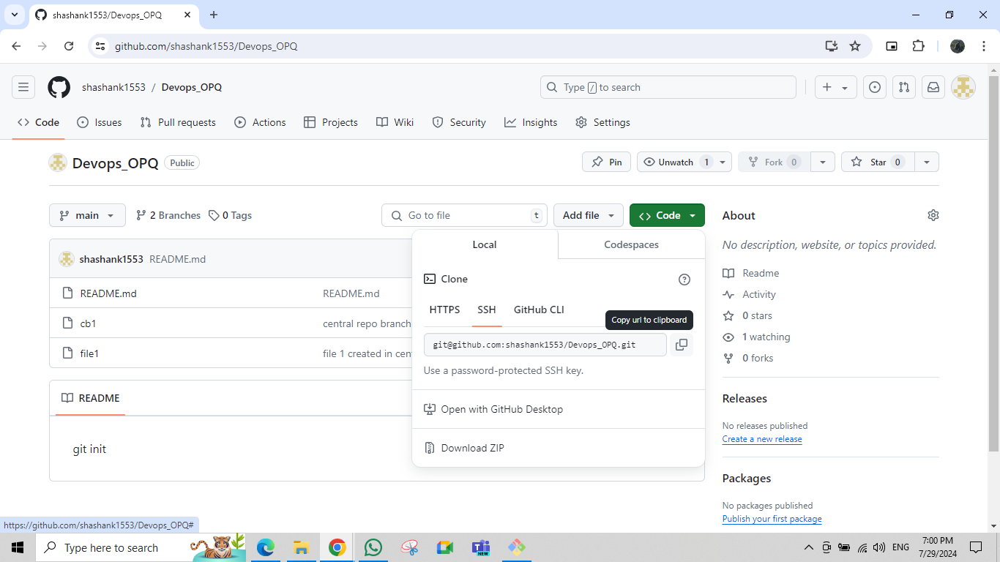 shashank1553/Devops_OPQ
github.com/shashank1553/Devops_OPQ
shashank1553 / Devops_OPQ
Type / to search
Code
Issues
Pull requests
Actions
Projects
Wiki
Security
Insights
Settings
Devops_OPQ Public
Pin
Unwatch 1
Fork 0
Star 0
main
2 Branches
0 Tags
Go to file t
Add file
Code
shashank1553 README.md
README.md README.md
cb1 central repo branch
file1 file 1 created in cen
README
git init
Local
Codespaces
Clone
HTTPS
SSH
GitHub CLI
Copy url to clipboard
git@github.com:shashank1553/Devops_OPQ.git
Use a password-protected SSH key.
Open with GitHub Desktop
Download ZIP
About
No description, website, or topics provided.
Readme
Activity
0 stars
1 watching
0 forks
Releases
No releases published
Create a new release
Packages
No packages published
Publish your first package
https://github.com/shashank1553/Devops_OPQ#
Type here to search
NEW
ENG
7:00 PM
7/29/2024